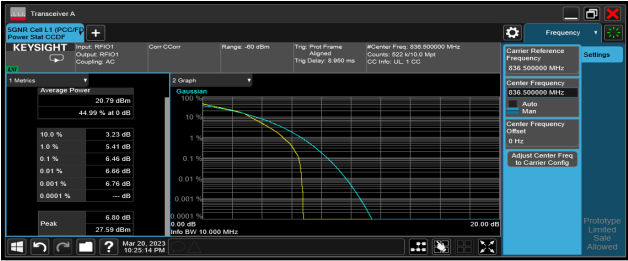 Transceiver A
5GNR Cell L1 (PCC/F
Power Stat CCDF
Frequency
KEYSIGHT
Input: RFIO1
Output: RFIO1
Coupling: AC
Corr CCorr
Range: -60 dBm
Trig: Prot Frame
Aligned
Trig Delay: 8.950 ms
#Center Freq: 836.500000 MHz
Counts: 522 k/10.0 Mpt
CC Info: UL, 1 CC
1 Metrics
Average Power
20.79 dBm
44.99 % at 0 dB
10.0 % 3.23 dB
1.0 % 5.41 dB
0.1 % 6.46 dB
0.01 % 6.66 dB
0.001 % 6.76 dB
0.0001 % --- dB
Peak 6.80 dB
27.59 dBm
2 Graph
Gaussian
100 %
10 %
1 %
0.1 %
0.01 %
0.001 %
0.0001 %
0.00 dB
20.00 dB
Info BW 10.000 MHz
Carrier Reference
Frequency
836.500000 MHz
Center Frequency
836.500000 MHz
Auto
Man
Center Frequency
Offset
0 Hz
Adjust Center Freq
to Carrier Config
Settings
Prototype
Limited
Sale
Allowed
Mar 20, 2023
10:25:14 PM